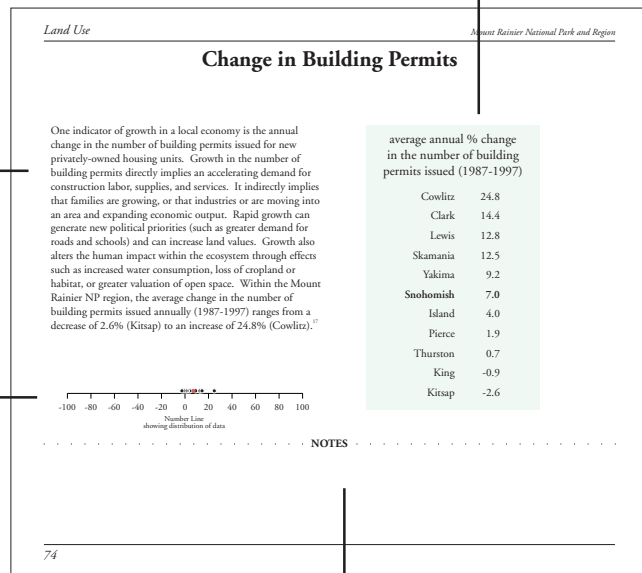 Land Use
Mount Rainier National Park and Region
Change in Building Permits
One indicator of growth in a local economy is the annual
change in the number of building permits issued for new
privately-owned housing units.  Growth in the number of
building permits directly implies an accelerating demand for
construction labor, supplies, and services.  It indirectly implies
that families are growing, or that industries or are moving into
an area and expanding economic output.  Rapid growth can
generate new political priorities (such as greater demand for
roads and schools) and can increase land values.  Growth also
alters the human impact within the ecosystem through effects
such as increased water consumption, loss of cropland or
habitat, or greater valuation of open space.  Within the Mount
Rainier NP region, the average change in the number of
building permits issued annually (1987-1997) ranges from a
decrease of 2.6% (Kitsap) to an increase of 24.8% (Cowlitz).17
average annual % change
in the number of building
permits issued (1987-1997)
Cowlitz 24.8
Clark 14.4
Lewis 12.8
Skamania 12.5
Yakima 9.2
Snohomish 7.0
Island 4.0
Pierce 1.9
Thurston 0.7
King -0.9
Kitsap -2.6
-100 -80 -60 -40 -20 0 20 40 60 80 100
Number Line
showing distribution of data
NOTES
74